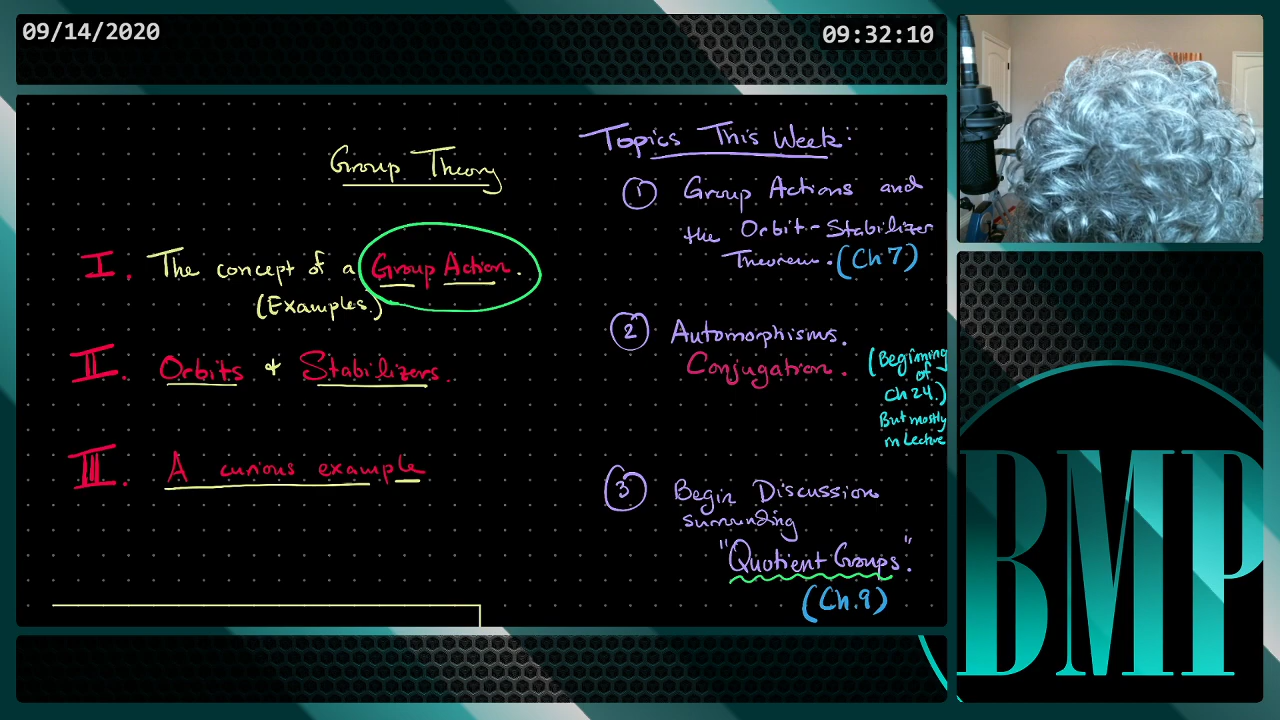 09/14/2020
09:32:10
Group Theory
I. The concept of a Group Action.
(Examples.)
II. Orbits & Stabilizers.
III. A curious example
Topics This Week:
1 Group Actions and
the Orbit-Stabilizer
Theorem. (Ch 7)
2 Automorphisms.
Conjugation.
(Beginning
of
Ch 24.)
But mostly
in Lecture
3 Begin Discussion
surrounding
"Quotient Groups".
(Ch. 9)
BMP